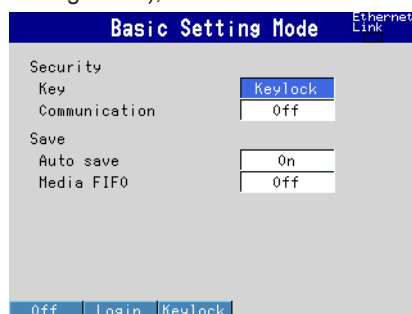 Basic Setting Mode
Ethernet
Link
Security
Key Keylock
Communication Off
Save
Auto save On
Media FIFO Off
Off Login Keylock